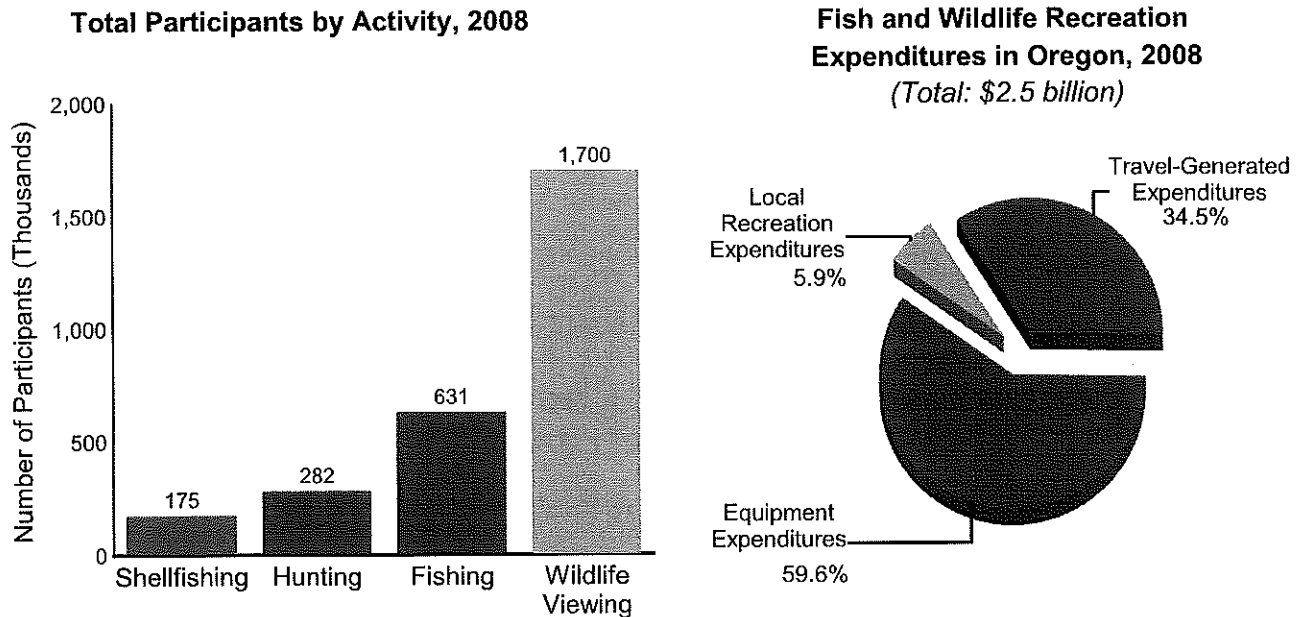 Total Participants by Activity, 2008
Number of Participants (Thousands)
2,000
1,500
1,000
500
0
175
282
631
1,700
Shellfishing
Hunting
Fishing
Wildlife
Viewing
Fish and Wildlife Recreation
Expenditures in Oregon, 2008
(Total: $2.5 billion)
Local
Recreation
Expenditures
5.9%
Travel-Generated
Expenditures
34.5%
Equipment
Expenditures
59.6%